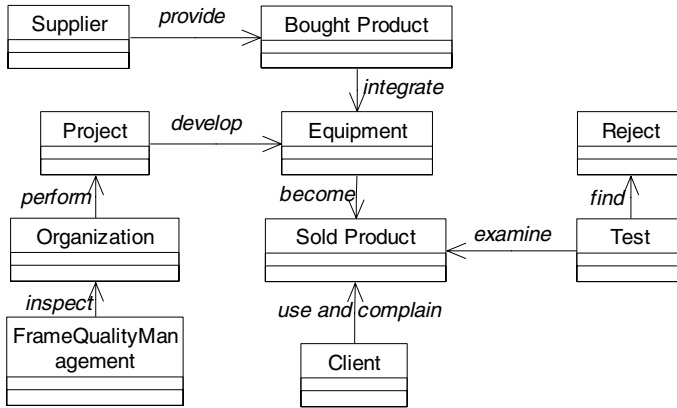 provide
Supplier
Bought Product
integrate
Project
develop
Equipment
Reject
perform
become
find
Organization
Sold Product
examine
Test
inspect
use and complain
FrameQualityMan
agement
Client